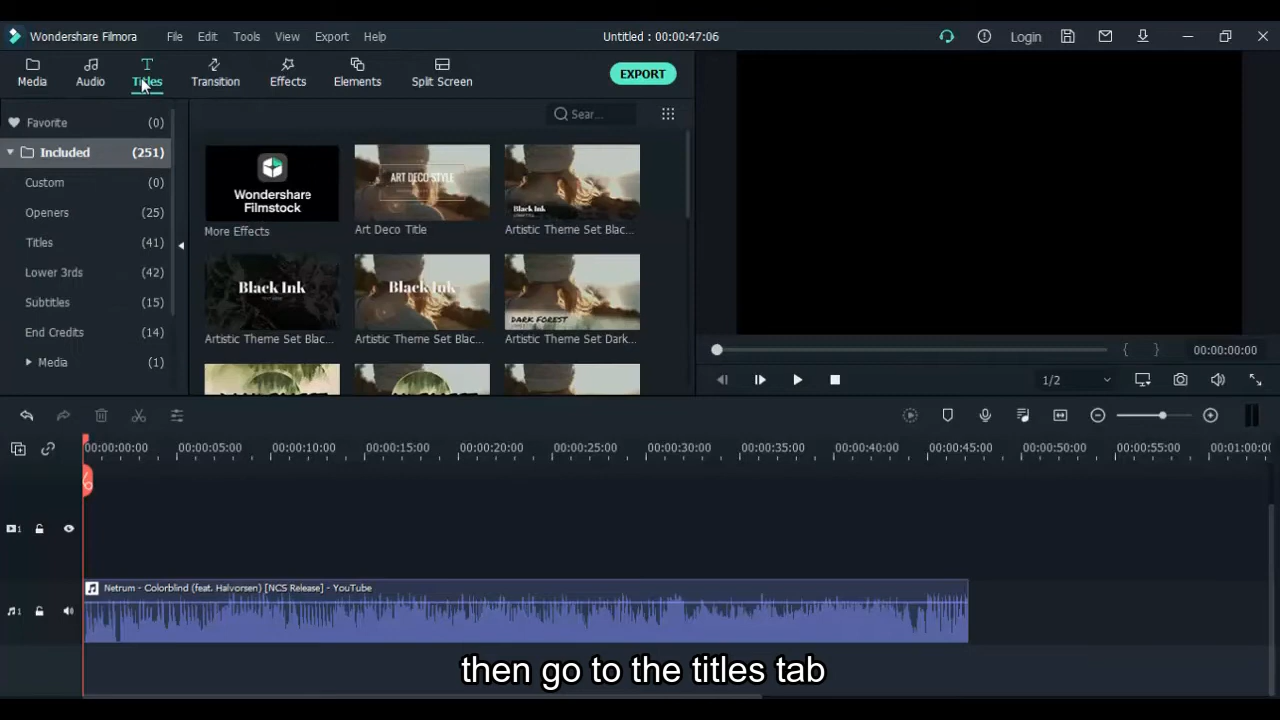 Wondershare Filmora File Edit Tools View Export Help Untitled : 00:00:47:06 Login
Media Audio Titles Transition Effects Elements Split Screen EXPORT
Favorite (0)
Sear...
Included (251)
Custom (0)
Openers (25)
Titles (41)
Lower 3rds (42)
Subtitles (15)
End Credits (14)
Media (1)
Wondershare
Filmstock
More Effects
ART DECO STYLE
Art Deco Title
Black Ink
Artistic Theme Set Blac...
Black Ink
Artistic Theme Set Blac...
Black Ink
Artistic Theme Set Blac...
DARK FOREST
Artistic Theme Set Dark...
{ } 00:00:00:00
1/2
00:00:00:00 00:00:05:00 00:00:10:00 00:00:15:00 00:00:20:00 00:00:25:00 00:00:30:00 00:00:35:00 00:00:40:00 00:00:45:00 00:00:50:00 00:00:55:00 00:01:00:00
1
Netrum - Colorblind (feat. Halvorsen) [NCS Release] - YouTube
1
then go to the titles tab